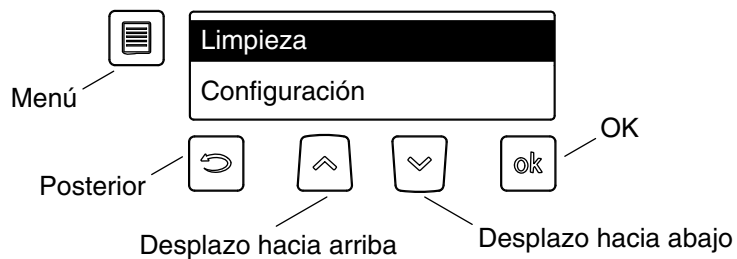 Limpieza
Menú
Configuración
OK
ok
Posterior
Desplazo hacia arriba
Desplazo hacia abajo